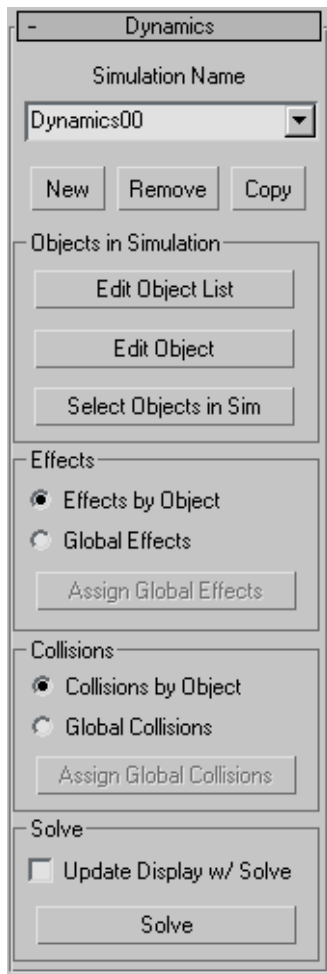 - Dynamics
Simulation Name
Dynamics00
New Remove Copy
Objects in Simulation
Edit Object List
Edit Object
Select Objects in Sim
Effects
Effects by Object
Global Effects
Assign Global Effects
Collisions
Collisions by Object
Global Collisions
Assign Global Collisions
Solve
Update Display w/ Solve
Solve